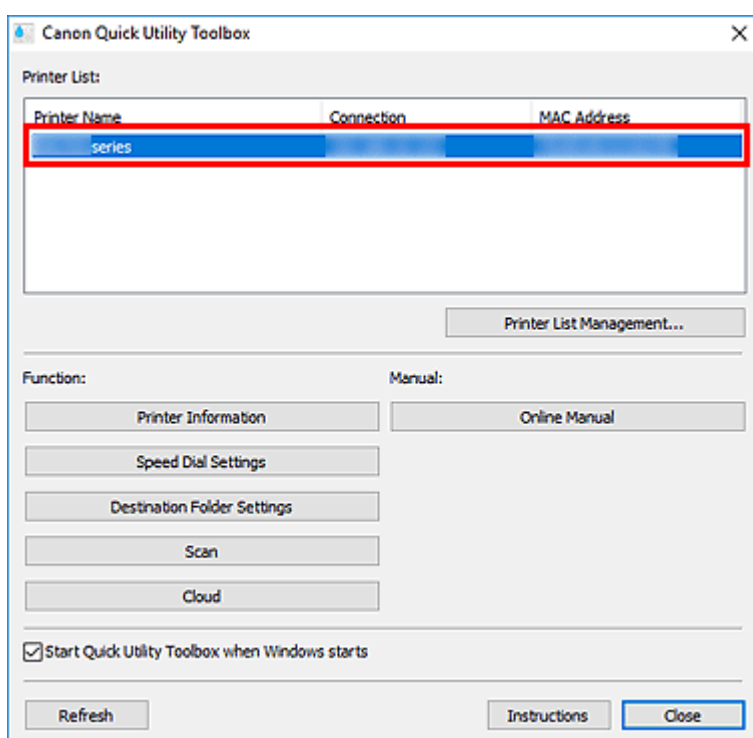 Canon Quick Utility Toolbox
Printer List:
Printer Name Connection MAC Address
series
Printer List Management...
Function: Manual:
Printer Information Online Manual
Speed Dial Settings
Destination Folder Settings
Scan
Cloud
Start Quick Utility Toolbox when Windows starts
Refresh Instructions Close